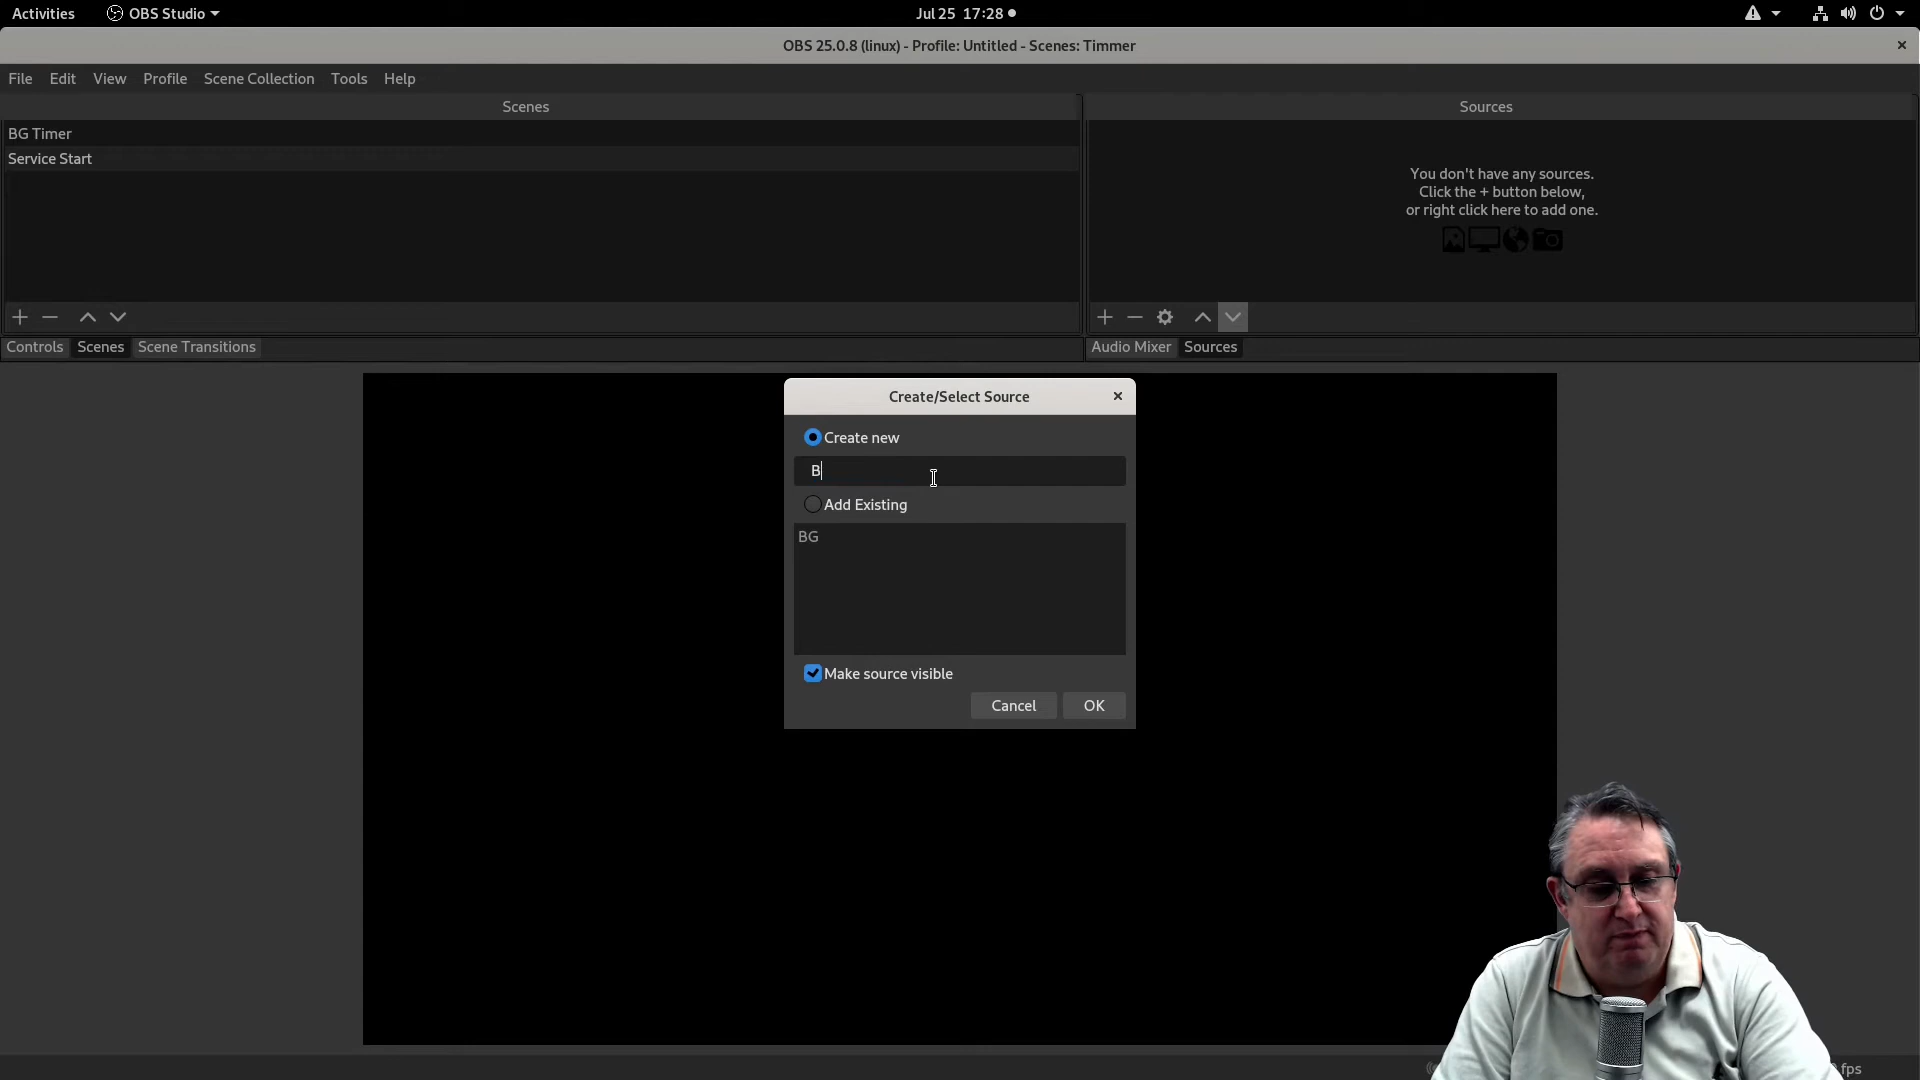 Activities
OBS Studio
Jul 25 17:28
OBS 25.0.8 (linux) - Profile: Untitled - Scenes: Timmer
File
Edit
View
Profile
Scene Collection
Tools
Help
Scenes
Sources
BG Timer
Service Start
You don't have any sources.
Click the + button below,
or right click here to add one.
Controls
Scenes
Scene Transitions
Audio Mixer
Sources
Create/Select Source
Create new
B
Add Existing
BG
Make source visible
Cancel
OK
fps